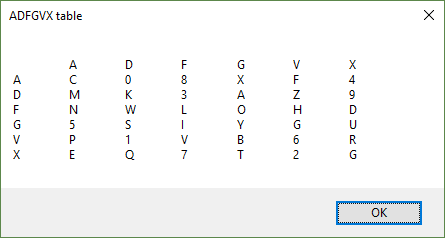 ADFGVX table
A D F G V X
A C 0 8 X F 4
D M K 3 A Z 9
F N W L O H D
G 5 S I Y G U
V P 1 V B 6 R
X E Q 7 T 2 G
OK